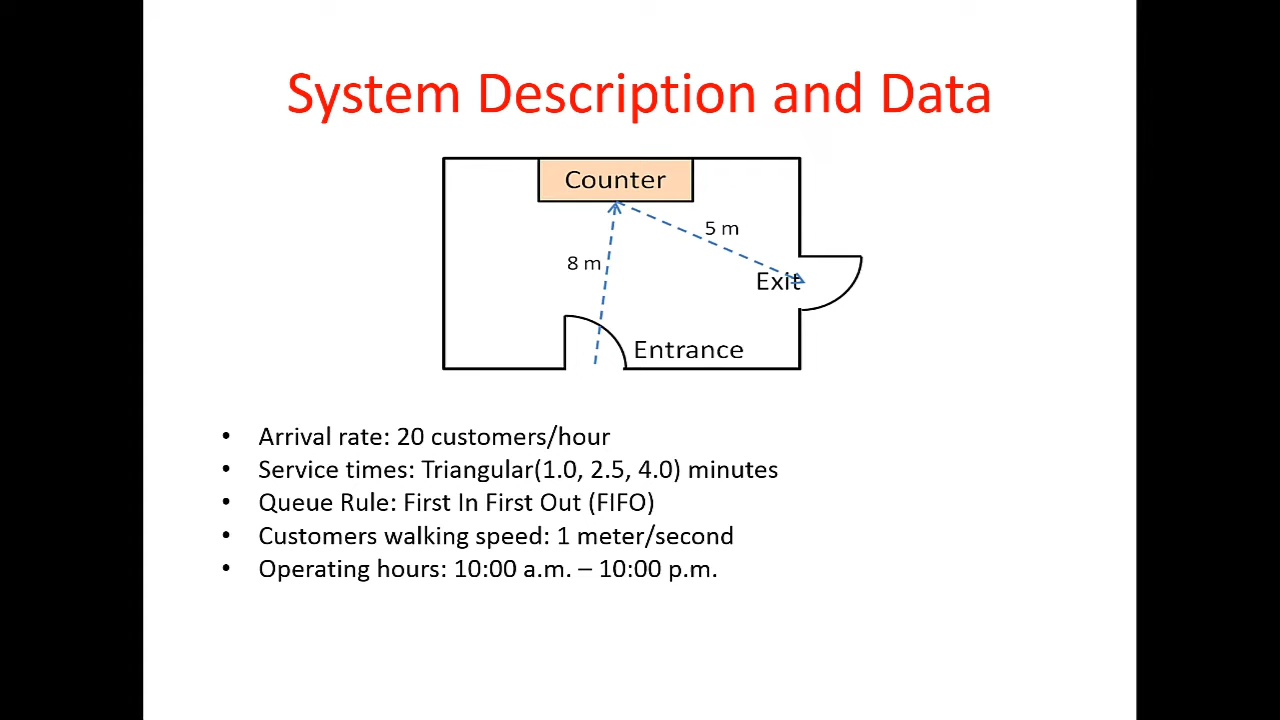 System Description and Data
Counter
5 m
8 m
Exit
Entrance
• Arrival rate: 20 customers/hour
• Service times: Triangular(1.0, 2.5, 4.0) minutes
• Queue Rule: First In First Out (FIFO)
• Customers walking speed: 1 meter/second
• Operating hours: 10:00 a.m. – 10:00 p.m.